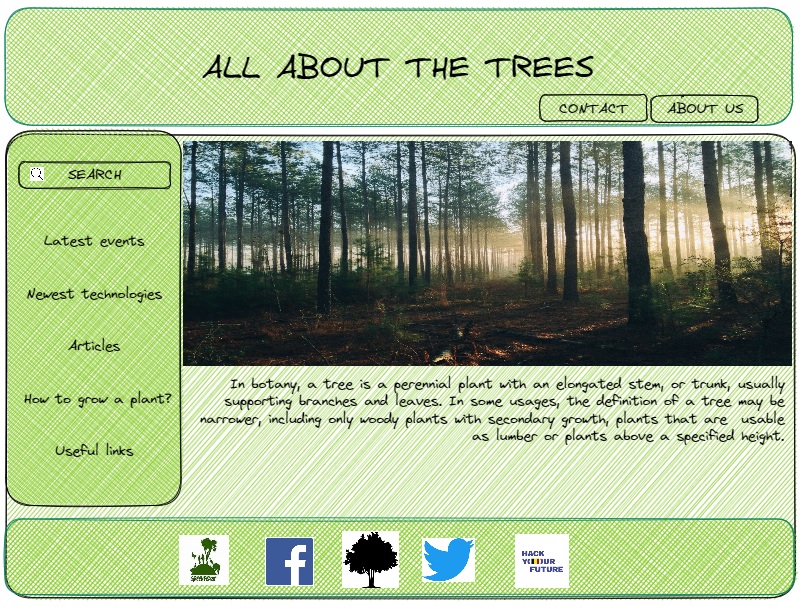 ALL ABOUT THE TREES
CONTACT
ABOUT US
SEARCH
Latest events
Newest technologies
Articles
How to grow a plant?
Useful links
In botany, a tree is a perennial plant with an elongated stem, or trunk, usually
supporting branches and leaves. In some usages, the definition of a tree may be
narrower, including only woody plants with secondary growth, plants that are usable
as lumber or plants above a specified height.
f
HACK
YOUR
FUTURE